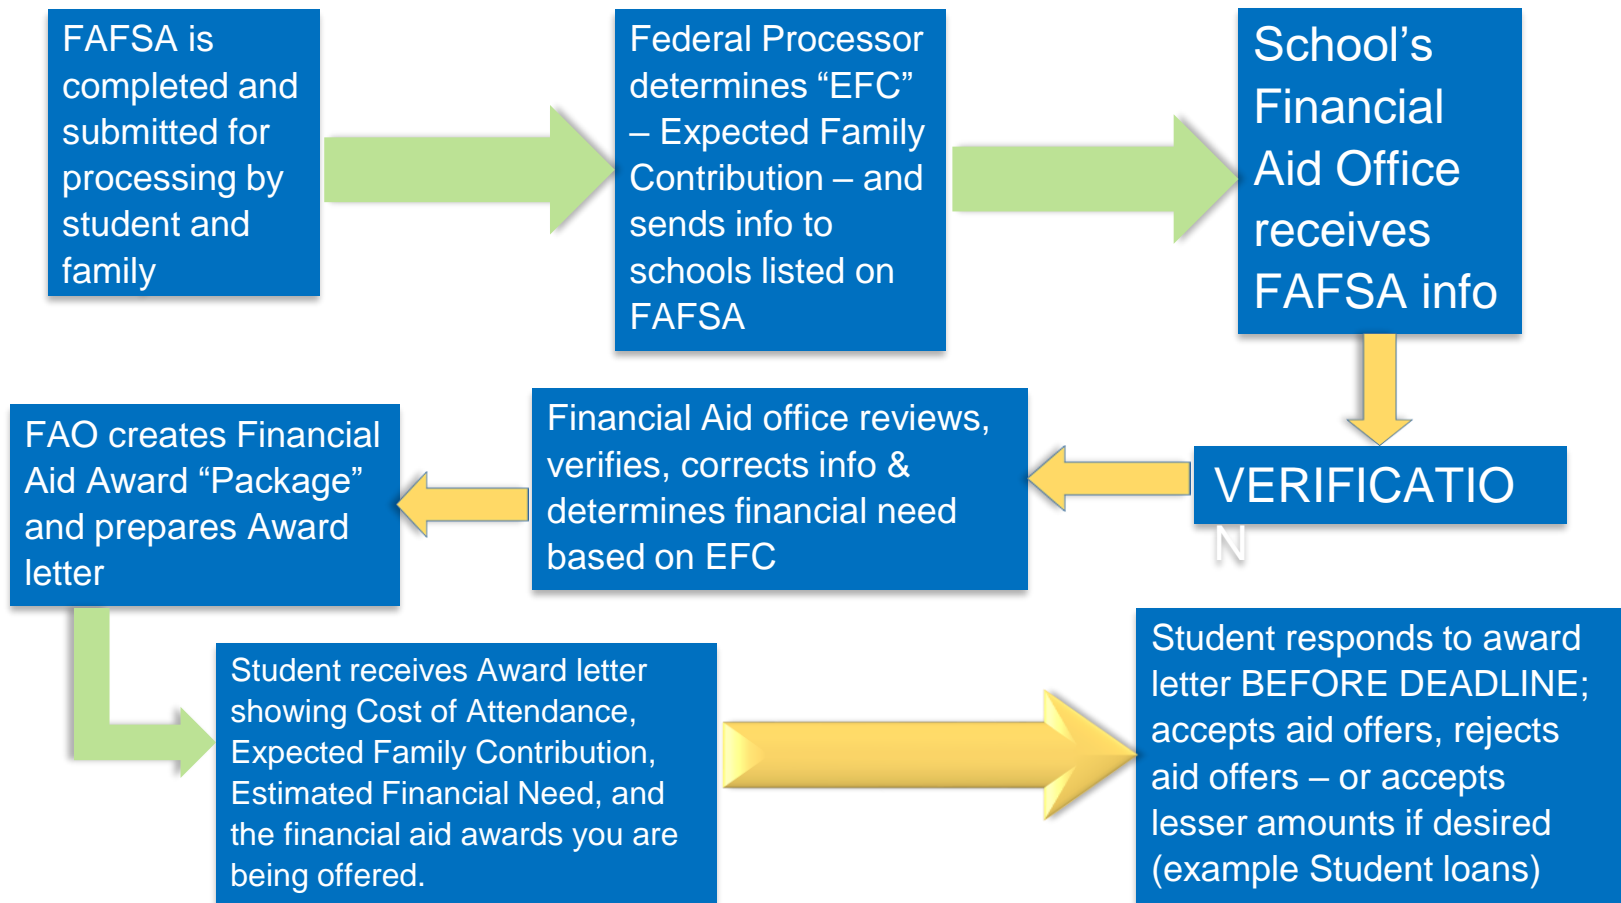 FAFSA is
completed and
submitted for
processing by
student and
family
Federal Processor
determines “EFC”
– Expected Family
Contribution – and
sends info to
schools listed on
FAFSA
School’s
Financial
Aid Office
receives
FAFSA info
VERIFICATIO
N
Financial Aid office reviews,
verifies, corrects info &
determines financial need
based on EFC
FAO creates Financial
Aid Award “Package”
and prepares Award
letter
Student receives Award letter
showing Cost of Attendance,
Expected Family Contribution,
Estimated Financial Need, and
the financial aid awards you are
being offered.
Student responds to award
letter BEFORE DEADLINE;
accepts aid offers, rejects
aid offers – or accepts
lesser amounts if desired
(example Student loans)